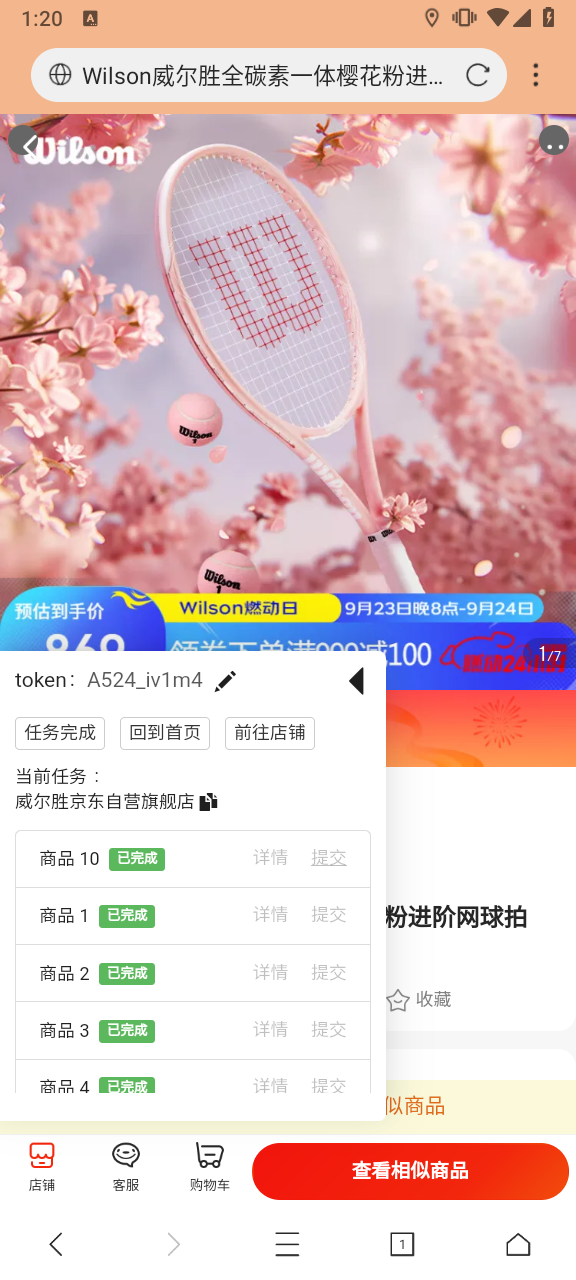 1:20
A
Wilson威尔胜全碳素一体樱花粉进...
Wilson
Wilson
1
Wilson
1
预估到手价
Wilson燃动日
9月23日晚8点-9月24日
869
领券下单满999减100
1/7
token：A524_iv1m4
任务完成
回到首页
前往店铺
当前任务：
威尔胜京东自营旗舰店
商品 10 已完成 详情 提交
商品 1 已完成 详情 提交
商品 2 已完成 详情 提交
商品 3 已完成 详情 提交
商品 4 已完成 详情 提交
粉进阶网球拍
收藏
似商品
店铺
客服
购物车
查看相似商品
1